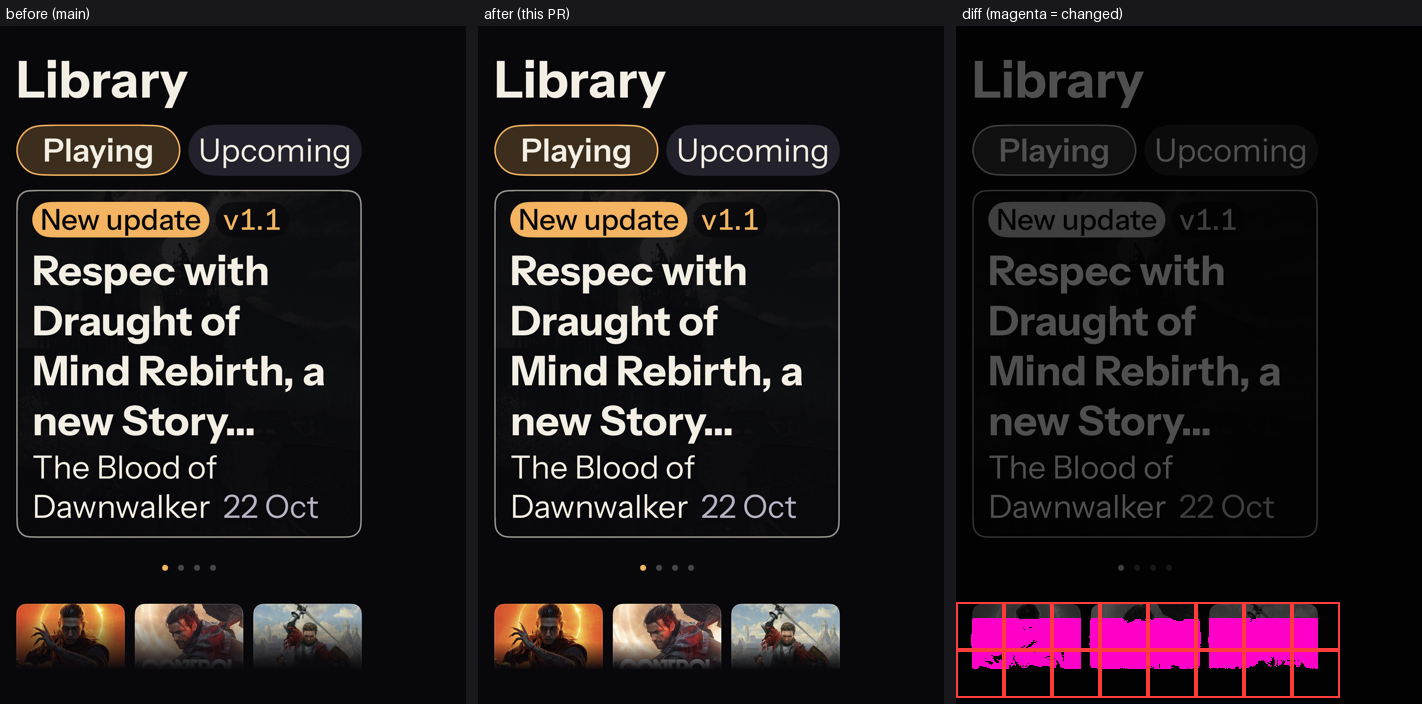 before (main)
after (this PR)
diff (magenta = changed)
Library
Playing Upcoming
New update v1.1
Respec with
Draught of
Mind Rebirth, a
new Story...
The Blood of
Dawnwalker 22 Oct
CONTROL
Library
Playing Upcoming
New update v1.1
Respec with
Draught of
Mind Rebirth, a
new Story...
The Blood of
Dawnwalker 22 Oct
CONTROL
Library
Playing Upcoming
New update v1.1
Respec with
Draught of
Mind Rebirth, a
new Story...
The Blood of
Dawnwalker 22 Oct